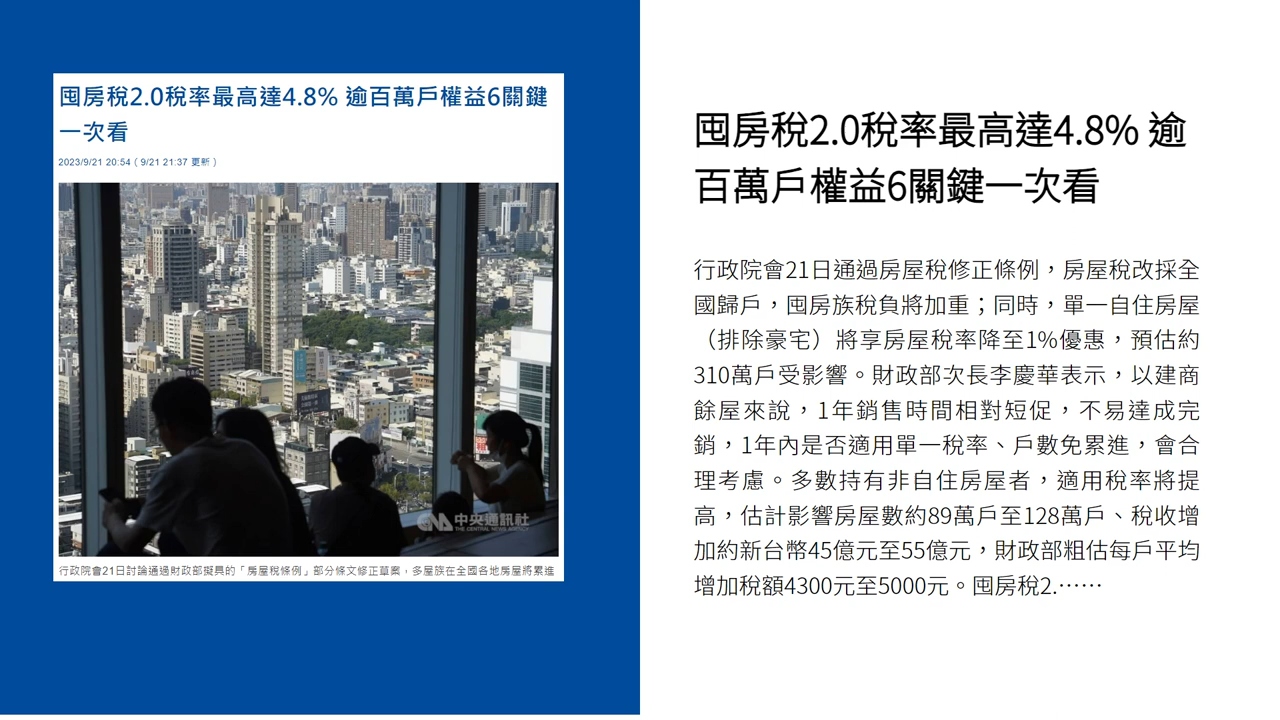 囤房稅2.0稅率最高達4.8% 逾百萬戶權益6關鍵
一次看
2023/9/21 20:54（9/21 21:37 更新）
中央通訊社
THE CENTRAL NEWS AGENCY
行政院會21日討論通過財政部擬具的「房屋稅條例」部分條文修正草案，多屋族在全國各地房屋將累進
囤房稅2.0稅率最高達4.8% 逾
百萬戶權益6關鍵一次看
行政院會21日通過房屋稅修正條例，房屋稅改採全
國歸戶，囤房族稅負將加重；同時，單一自住房屋
（排除豪宅）將享房屋稅率降至1%優惠，預估約
310萬戶受影響。財政部次長李慶華表示，以建商
餘屋來說，1年銷售時間相對短促，不易達成完
銷，1年內是否適用單一稅率、戶數免累進，會合
理考慮。多數持有非自住房屋者，適用稅率將提
高，估計影響房屋數約89萬戶至128萬戶、稅收增
加約新台幣45億元至55億元，財政部粗估每戶平均
增加稅額4300元至5000元。囤房稅2.⋯⋯